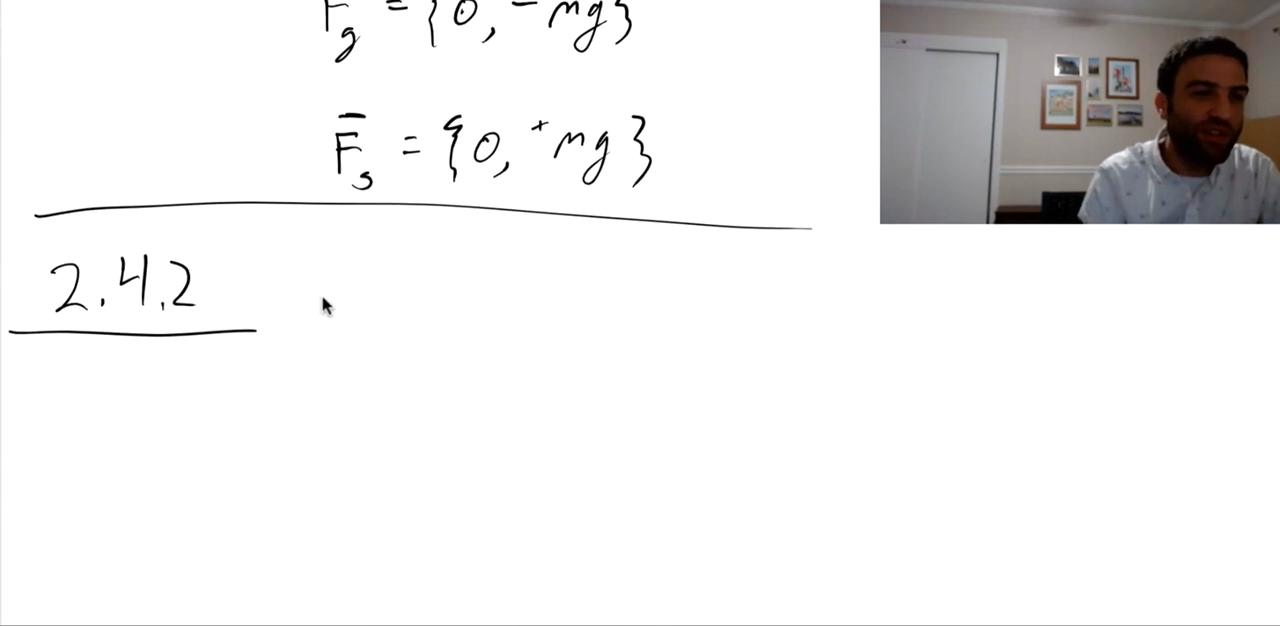 F_g = {0, - mg}
F̄_s = {0, +mg}
2.4.2